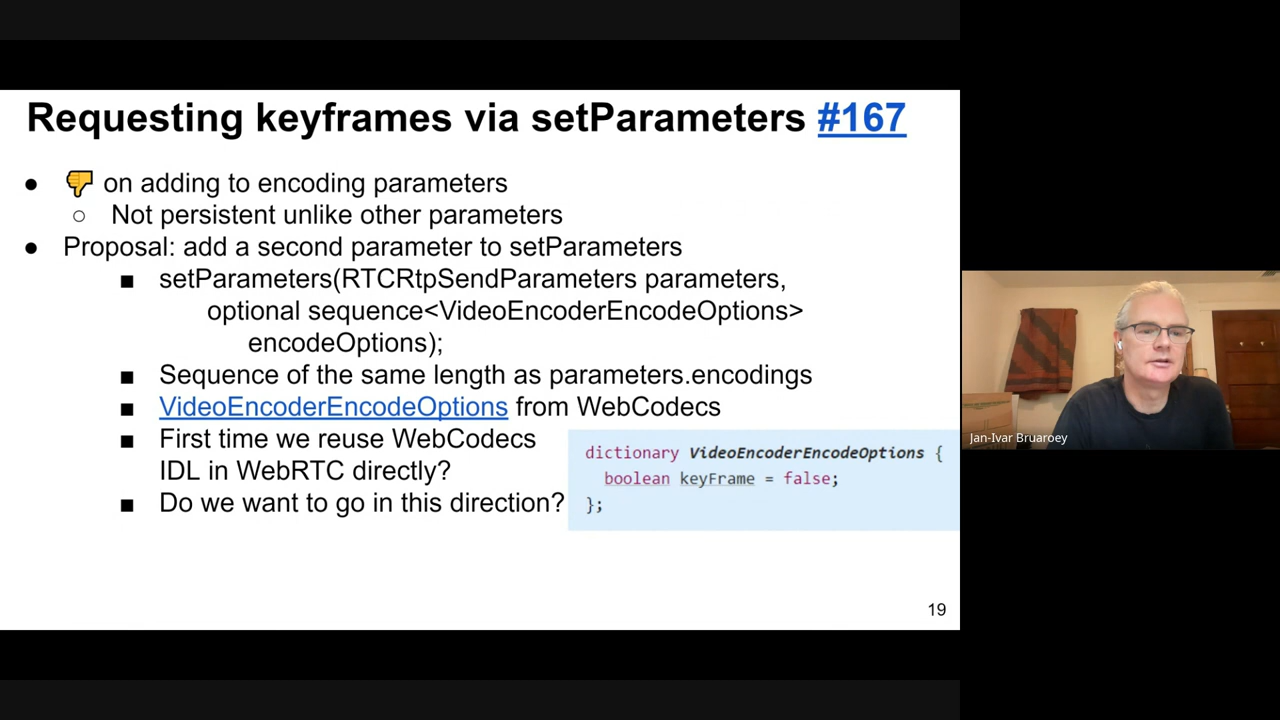 Requesting keyframes via setParameters #167
● 👎 on adding to encoding parameters
○ Not persistent unlike other parameters
● Proposal: add a second parameter to setParameters
■ setParameters(RTCRtpSendParameters parameters,
optional sequence<VideoEncoderEncodeOptions>
encodeOptions);
■ Sequence of the same length as parameters.encodings
■ VideoEncoderEncodeOptions from WebCodecs
■ First time we reuse WebCodecs
IDL in WebRTC directly?
■ Do we want to go in this direction?
dictionary VideoEncoderEncodeOptions {
boolean keyFrame = false;
};
19
Jan-Ivar Bruaroey